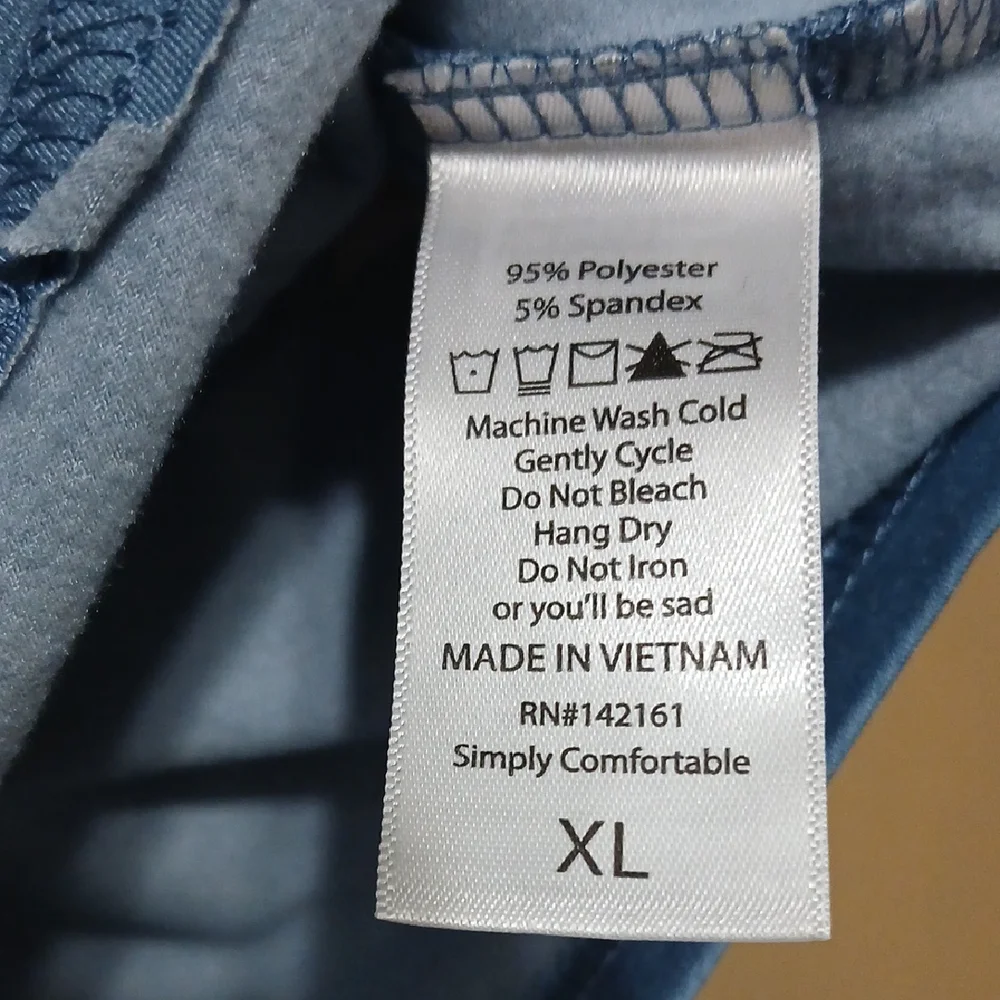 95% Polyester
5% Spandex
Machine Wash Cold
Gently Cycle
Do Not Bleach
Hang Dry
Do Not Iron
or you'll be sad
MADE IN VIETNAM
RN#142161
Simply Comfortable
XL